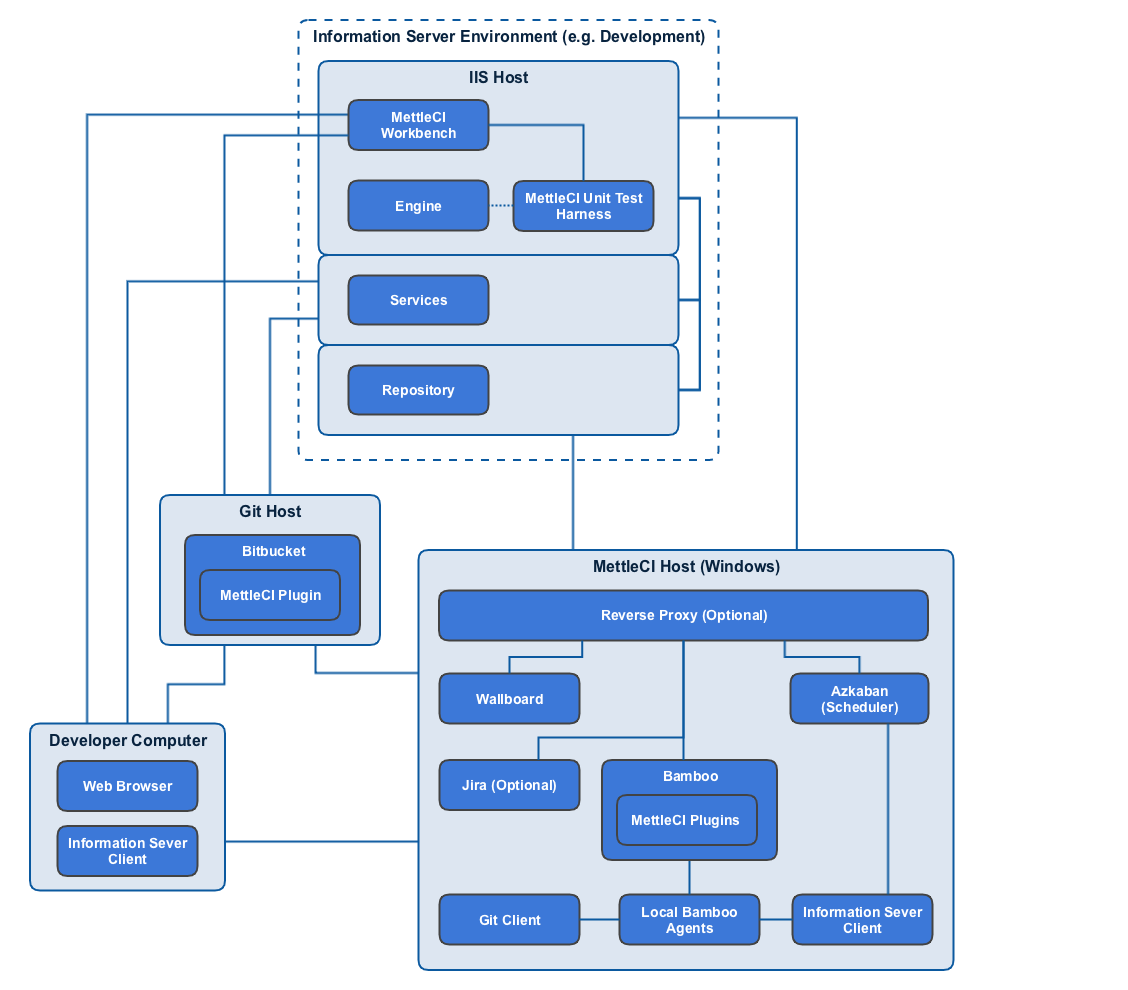 Information Server Environment (e.g. Development)
IIS Host
MettleCI
Workbench
Engine
MettleCI Unit Test
Harness
Services
Repository
Git Host
Bitbucket
MettleCI Plugin
MettleCI Host (Windows)
Reverse Proxy (Optional)
Wallboard
Azkaban
(Scheduler)
Developer Computer
Web Browser
Information Sever
Client
Jira (Optional)
Bamboo
MettleCI Plugins
Git Client
Local Bamboo
Agents
Information Sever
Client